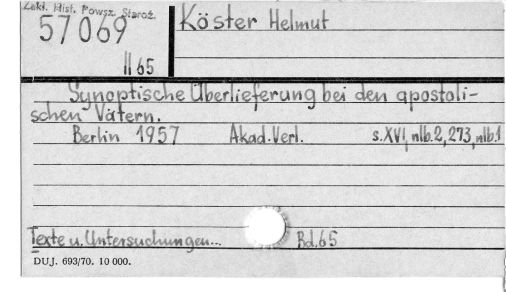 Zakł. Hist. Powsz. Staroż.
57069
II 65
Köster Helmut
Synoptische Überlieferung bei den apostoli-
schen Vätern.
Berlin 1957 Akad. Verl. s. XVI, nlb. 2, 273, nlb. 1
Texte u. Untersuchungen... Bd. 65
DUJ. 693/70. 10 000.